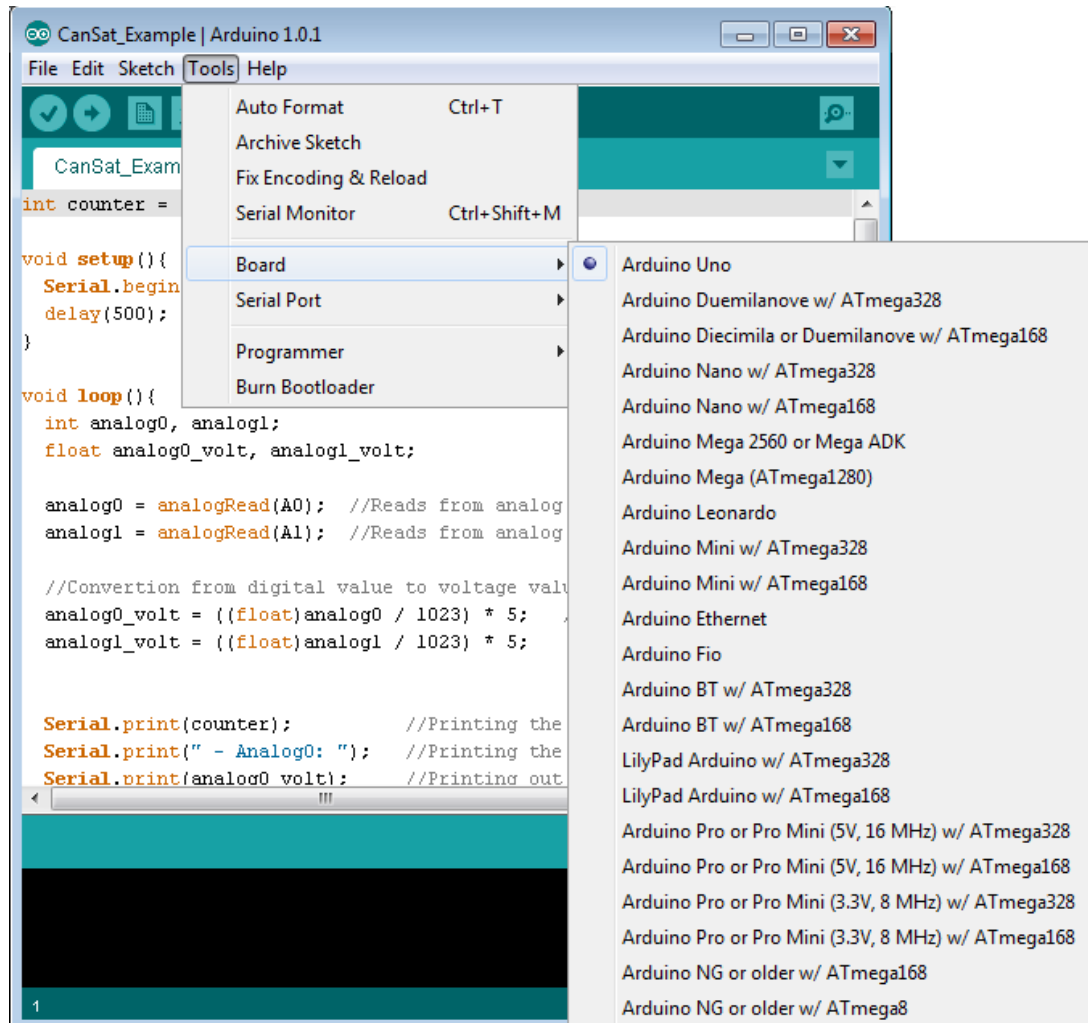 CanSat_Example | Arduino 1.0.1
File Edit Sketch Tools Help
Auto Format Ctrl+T
Archive Sketch
Fix Encoding & Reload
Serial Monitor Ctrl+Shift+M
Board
Serial Port
Programmer
Burn Bootloader
Arduino Uno
Arduino Duemilanove w/ ATmega328
Arduino Diecimila or Duemilanove w/ ATmega168
Arduino Nano w/ ATmega328
Arduino Nano w/ ATmega168
Arduino Mega 2560 or Mega ADK
Arduino Mega (ATmega1280)
Arduino Leonardo
Arduino Mini w/ ATmega328
Arduino Mini w/ ATmega168
Arduino Ethernet
Arduino Fio
Arduino BT w/ ATmega328
Arduino BT w/ ATmega168
LilyPad Arduino w/ ATmega328
LilyPad Arduino w/ ATmega168
Arduino Pro or Pro Mini (5V, 16 MHz) w/ ATmega328
Arduino Pro or Pro Mini (5V, 16 MHz) w/ ATmega168
Arduino Pro or Pro Mini (3.3V, 8 MHz) w/ ATmega328
Arduino Pro or Pro Mini (3.3V, 8 MHz) w/ ATmega168
Arduino NG or older w/ ATmega168
Arduino NG or older w/ ATmega8
CanSat_Exam
int counter =
void setup(){
Serial.begin
delay(500);
}
void loop(){
int analog0, analog1;
float analog0_volt, analog1_volt;
analog0 = analogRead(A0); //Reads from analog
analog1 = analogRead(A1); //Reads from analog
//Convertion from digital value to voltage valu
analog0_volt = ((float)analog0 / 1023) * 5; /
analog1_volt = ((float)analog1 / 1023) * 5;
Serial.print(counter); //Printing the
Serial.print(" - Analog0: "); //Printing the
Serial.print(analog0_volt); //Printing out
1